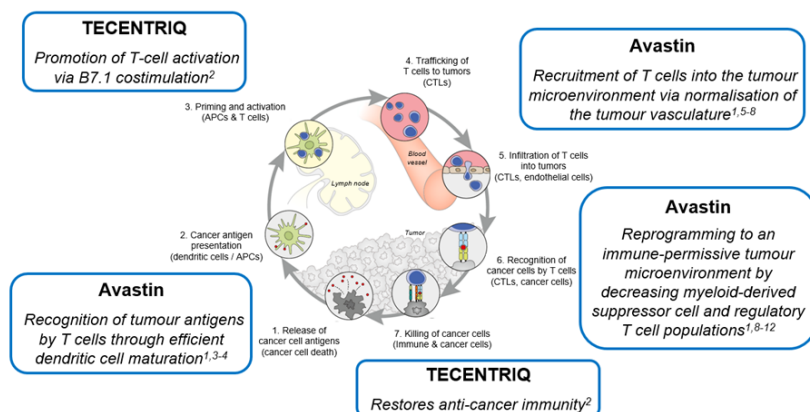 TECENTRIQ
Promotion of T-cell activation
via B7.1 costimulation2
4. Trafficking of
T cells to tumors
(CTLs)
Avastin
Recruitment of T cells into the tumour
microenvironment via normalisation of
the tumour vasculature1,5-8
3. Priming and activation
(APCs & T cells)
Blood
vessel
Lymph node
5. Infiltration of T cells
into tumors
(CTLs, endothelial cells)
2. Cancer antigen
presentation
(dendritic cells / APCs)
Tumor
Avastin
Reprogramming to an
immune-permissive tumour
microenvironment by
decreasing myeloid-derived
suppressor cell and regulatory
T cell populations1,8-12
6. Recognition of
cancer cells by T cells
(CTLs, cancer cells)
Avastin
Recognition of tumour antigens
by T cells through efficient
dendritic cell maturation1,3-4
1. Release of
cancer cell antigens
(cancer cell death)
7. Killing of cancer cells
(Immune & cancer cells)
TECENTRIQ
Restores anti-cancer immunity2